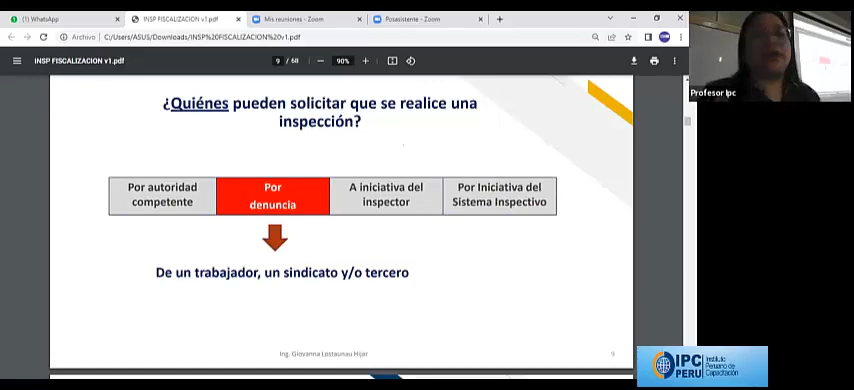 (1) WhatsApp
INSP FISCALIZACION v1.pdf
Mis reuniones - Zoom
Posasistente - Zoom
Archivo
C:/Users/ASUS/Downloads/INSP%20FISCALIZACION%20v1.pdf
INSP FISCALIZACION v1.pdf
9 / 68
90%
Profesor Ipc
¿Quiénes pueden solicitar que se realice una
inspección?
Por autoridad
competente
Por
denuncia
A iniciativa del
inspector
Por Iniciativa del
Sistema Inspectivo
De un trabajador, un sindicato y/o tercero
Ing. Giovanna Lostaunau Hijar
9
IPC
PERU
Instituto
Peruano de
Capacitación